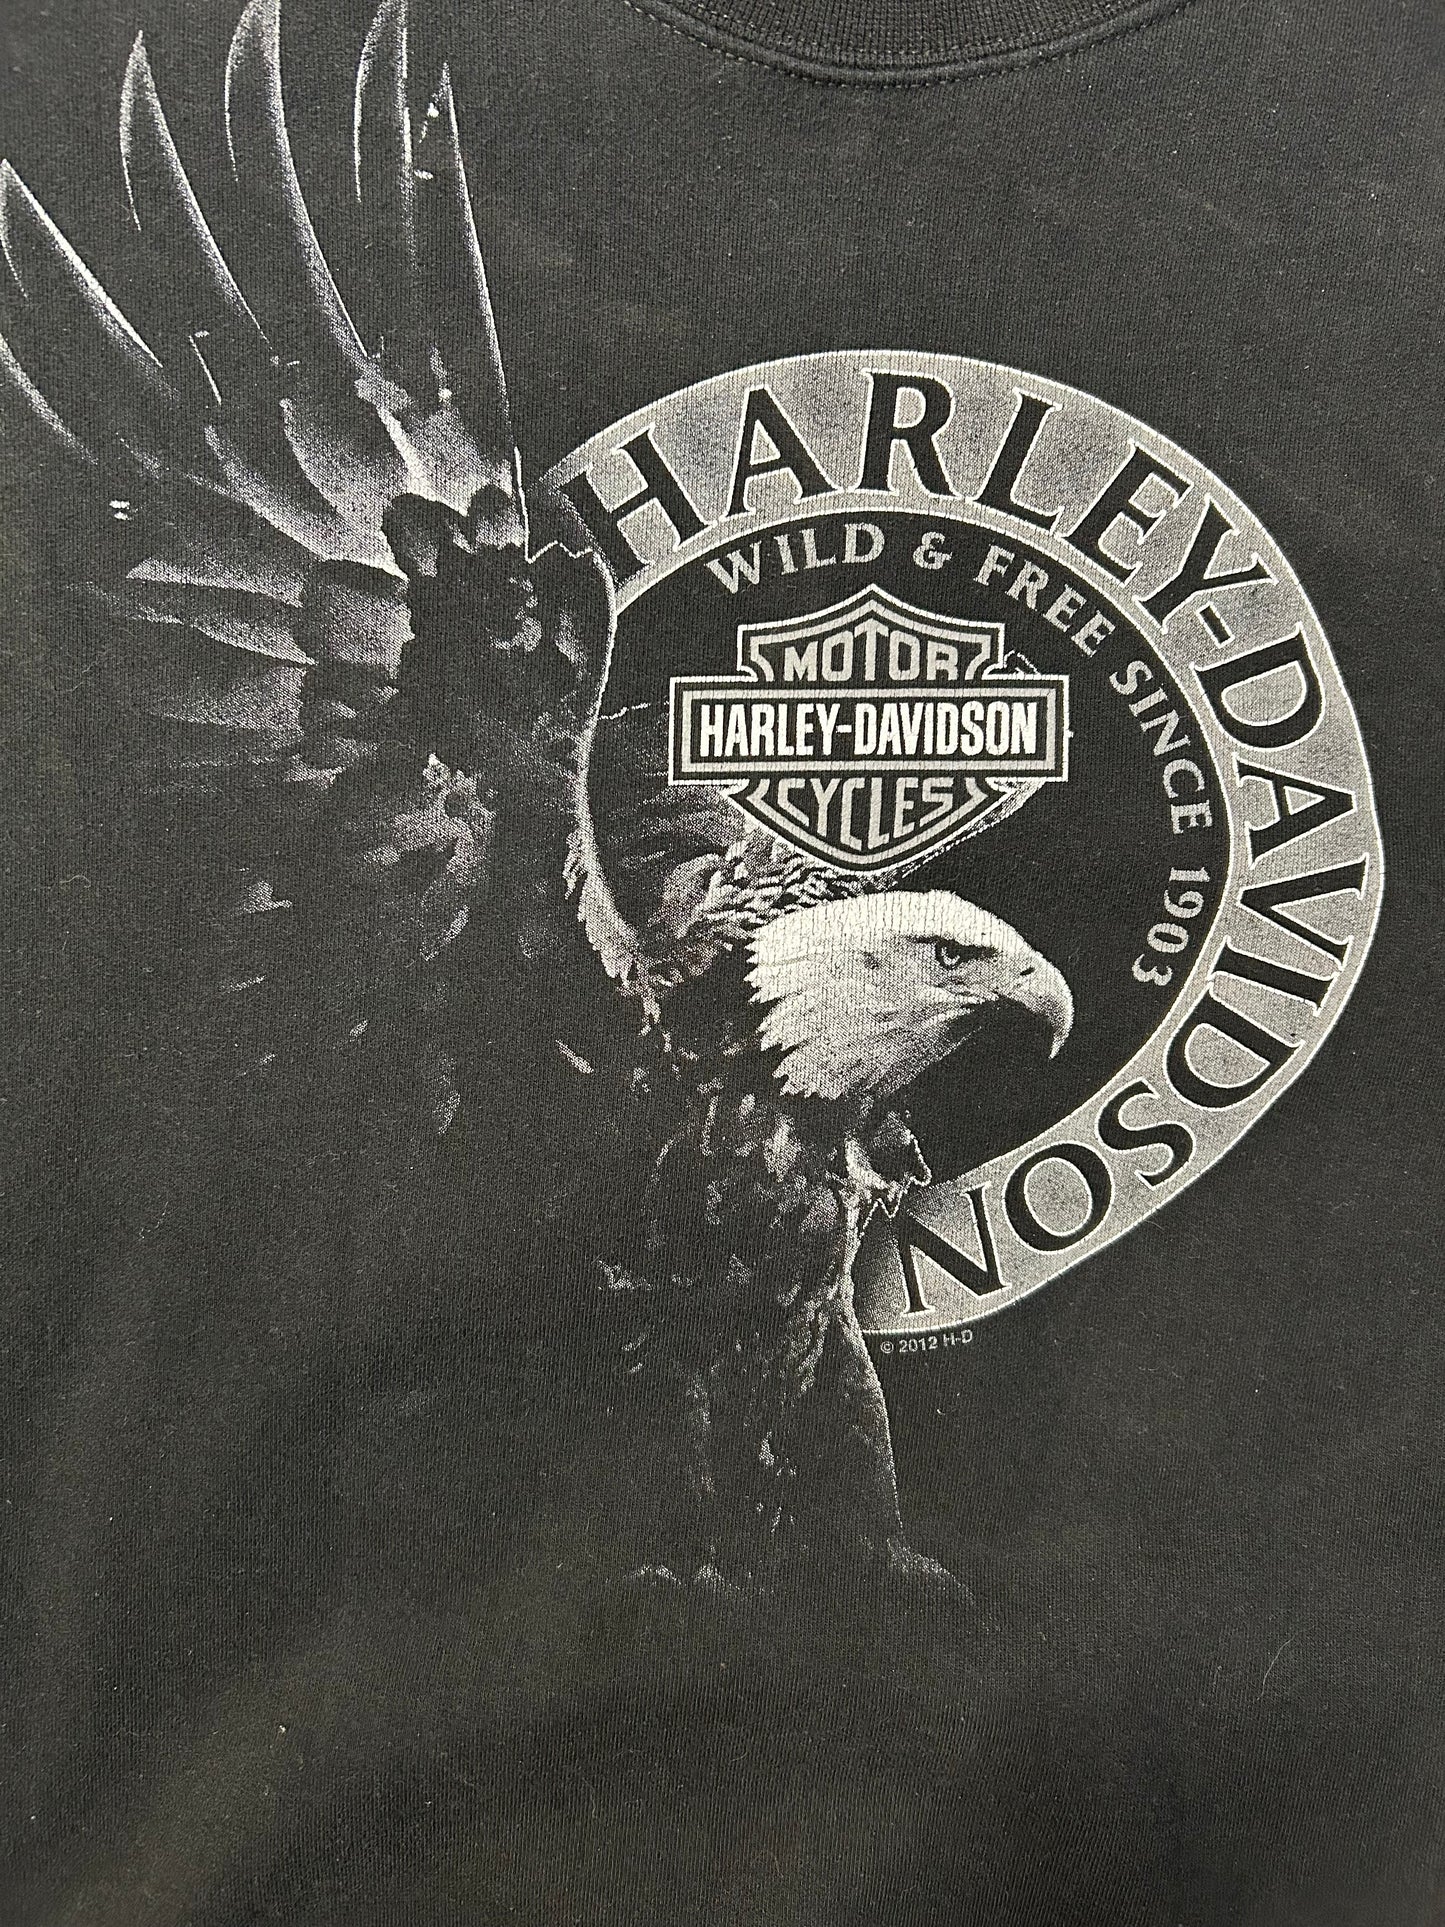 HARLEY-DAVIDSON
WILD & FREE SINCE 1903
MOTOR
HARLEY-DAVIDSON
CYCLES
© 2012 H-D